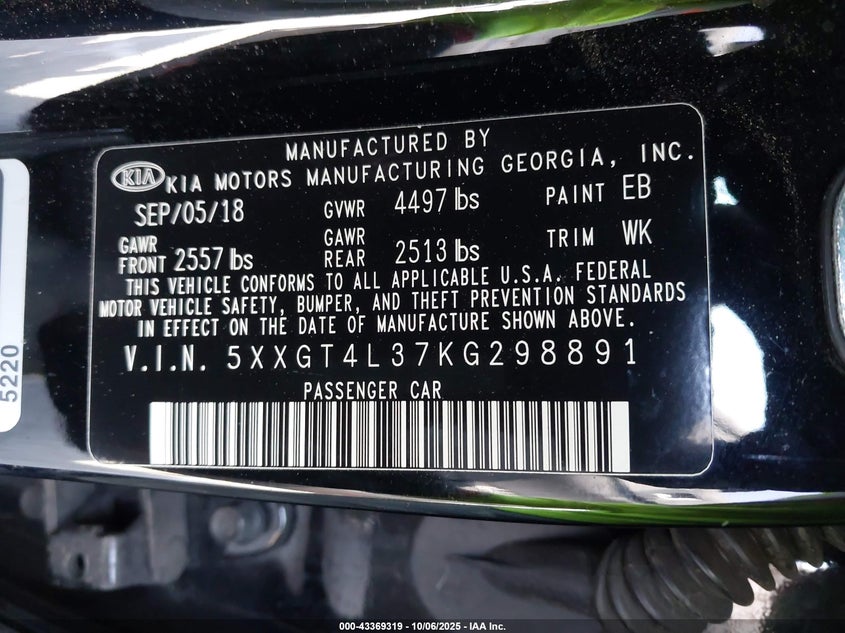 MANUFACTURED BY
KIA KIA MOTORS MANUFACTURING GEORGIA, INC.
SEP/05/18 GVWR 4497 lbs PAINT EB
GAWR FRONT 2557 lbs GAWR REAR 2513 lbs TRIM WK
THIS VEHICLE CONFORMS TO ALL APPLICABLE U.S.A. FEDERAL
MOTOR VEHICLE SAFETY, BUMPER, AND THEFT PREVENTION STANDARDS
IN EFFECT ON THE DATE OF MANUFACTURE SHOWN ABOVE.
V.I.N. 5XXGT4L37KG298891
PASSENGER CAR
5220
000-43369319 - 10/06/2025 - IAA Inc.